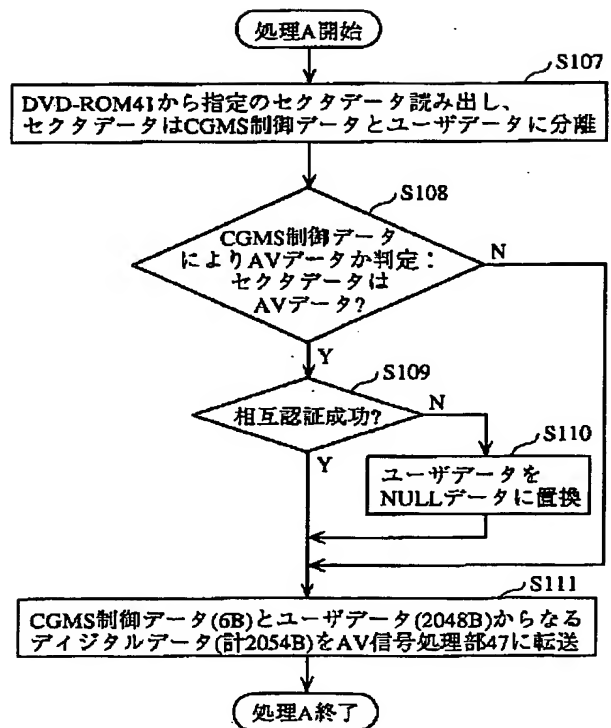 処理A開始
S107
DVD-ROM41から指定のセクタデータ読み出し、
セクタデータはCGMS制御データとユーザデータに分離
S108
CGMS制御データ
によりAVデータか判定:
セクタデータは
AVデータ?
N
Y
S109
相互認証成功?
N
Y
S110
ユーザデータを
NULLデータに置換
S111
CGMS制御データ(6B)とユーザデータ(2048B)からなる
ディジタルデータ(計2054B)をAV信号処理部47に転送
処理A終了